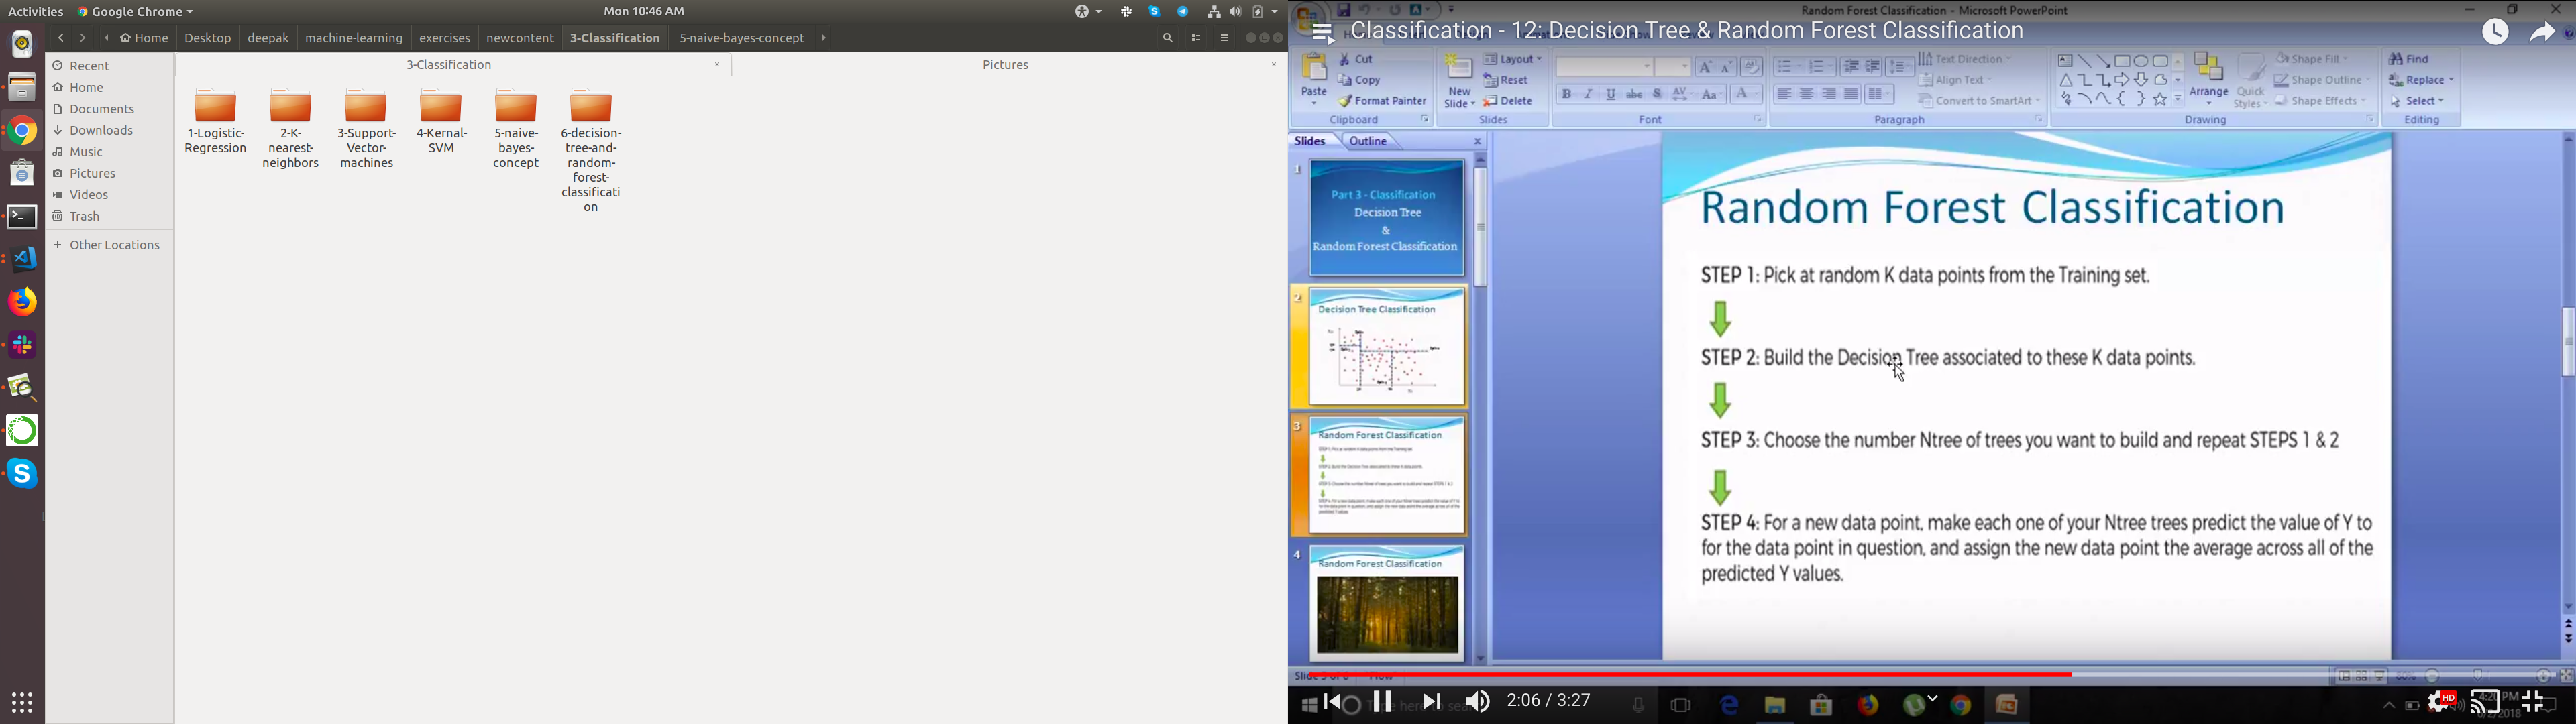 Activities
Google Chrome
Mon 10:46 AM
Home
Desktop
deepak
machine-learning
exercises
newcontent
3-Classification
5-naive-bayes-concept
Recent
Home
Documents
Downloads
Music
Pictures
Videos
Trash
+ Other Locations
3-Classification
Pictures
1-Logistic-
Regression
2-K-
nearest-
neighbors
3-Support-
Vector-
machines
4-Kernal-
SVM
5-naive-
bayes-
concept
6-decision-
tree-and-
random-
forest-
classificati
on
Random Forest Classification - Microsoft PowerPoint
Classification - 12: Decision Tree & Random Forest Classification
Paste
Cut
Copy
Format Painter
Clipboard
New
Slide
Layout
Reset
Delete
Slides
Font
Text Direction
Align Text
Convert to SmartArt
Paragraph
Arrange
Quick
Styles
Shape Fill
Shape Outline
Shape Effects
Drawing
Find
Replace
Select
Editing
Slides
Outline
1
Part 3 - Classification
Decision Tree
&
Random Forest Classification
2
Decision Tree Classification
3
Random Forest Classification
4
Random Forest Classification
Random Forest Classification
STEP 1: Pick at random K data points from the Training set.
STEP 2: Build the Decision Tree associated to these K data points.
STEP 3: Choose the number Ntree of trees you want to build and repeat STEPS 1 & 2
STEP 4: For a new data point, make each one of your Ntree trees predict the value of Y to
for the data point in question, and assign the new data point the average across all of the
predicted Y values.
2:06 / 3:27
HD